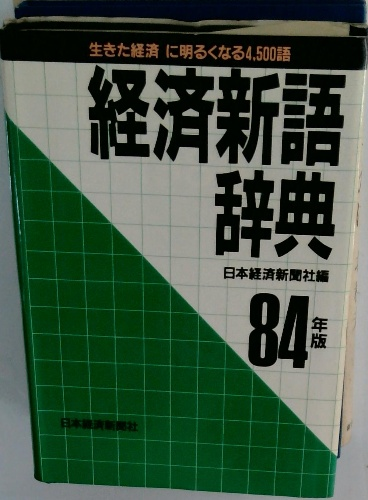 生きた経済 に明るくなる4,500語
経済新語
辞典
日本経済新聞社編
84年版
日本経済新聞社